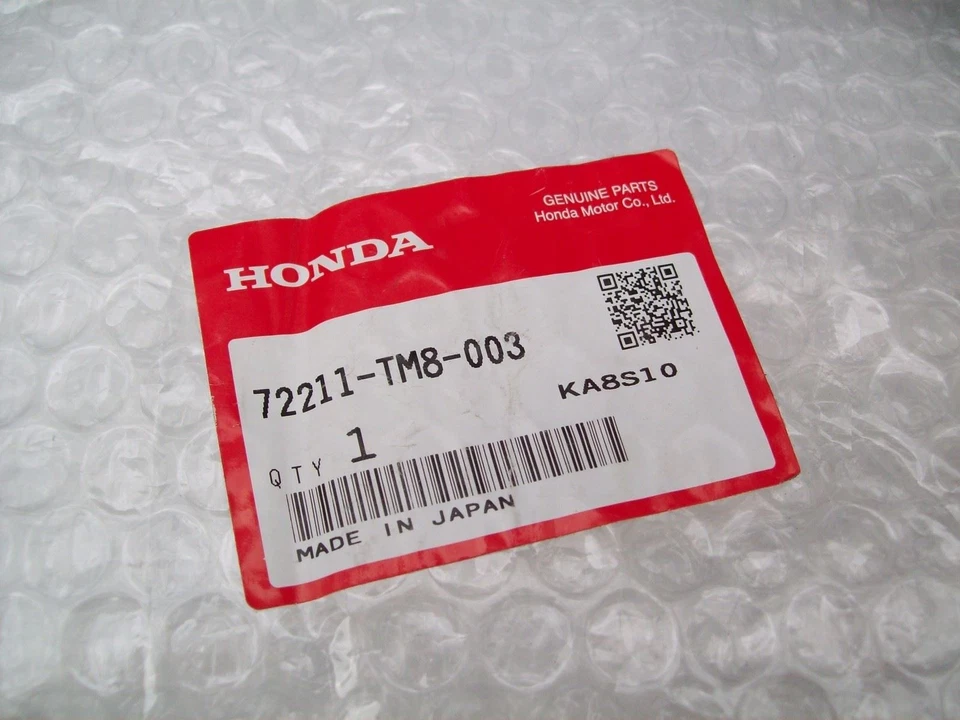 HONDA
GENUINE PARTS
Honda Motor Co., Ltd.
72211-TM8-003
KA8S10
QTY 1
MADE IN JAPAN